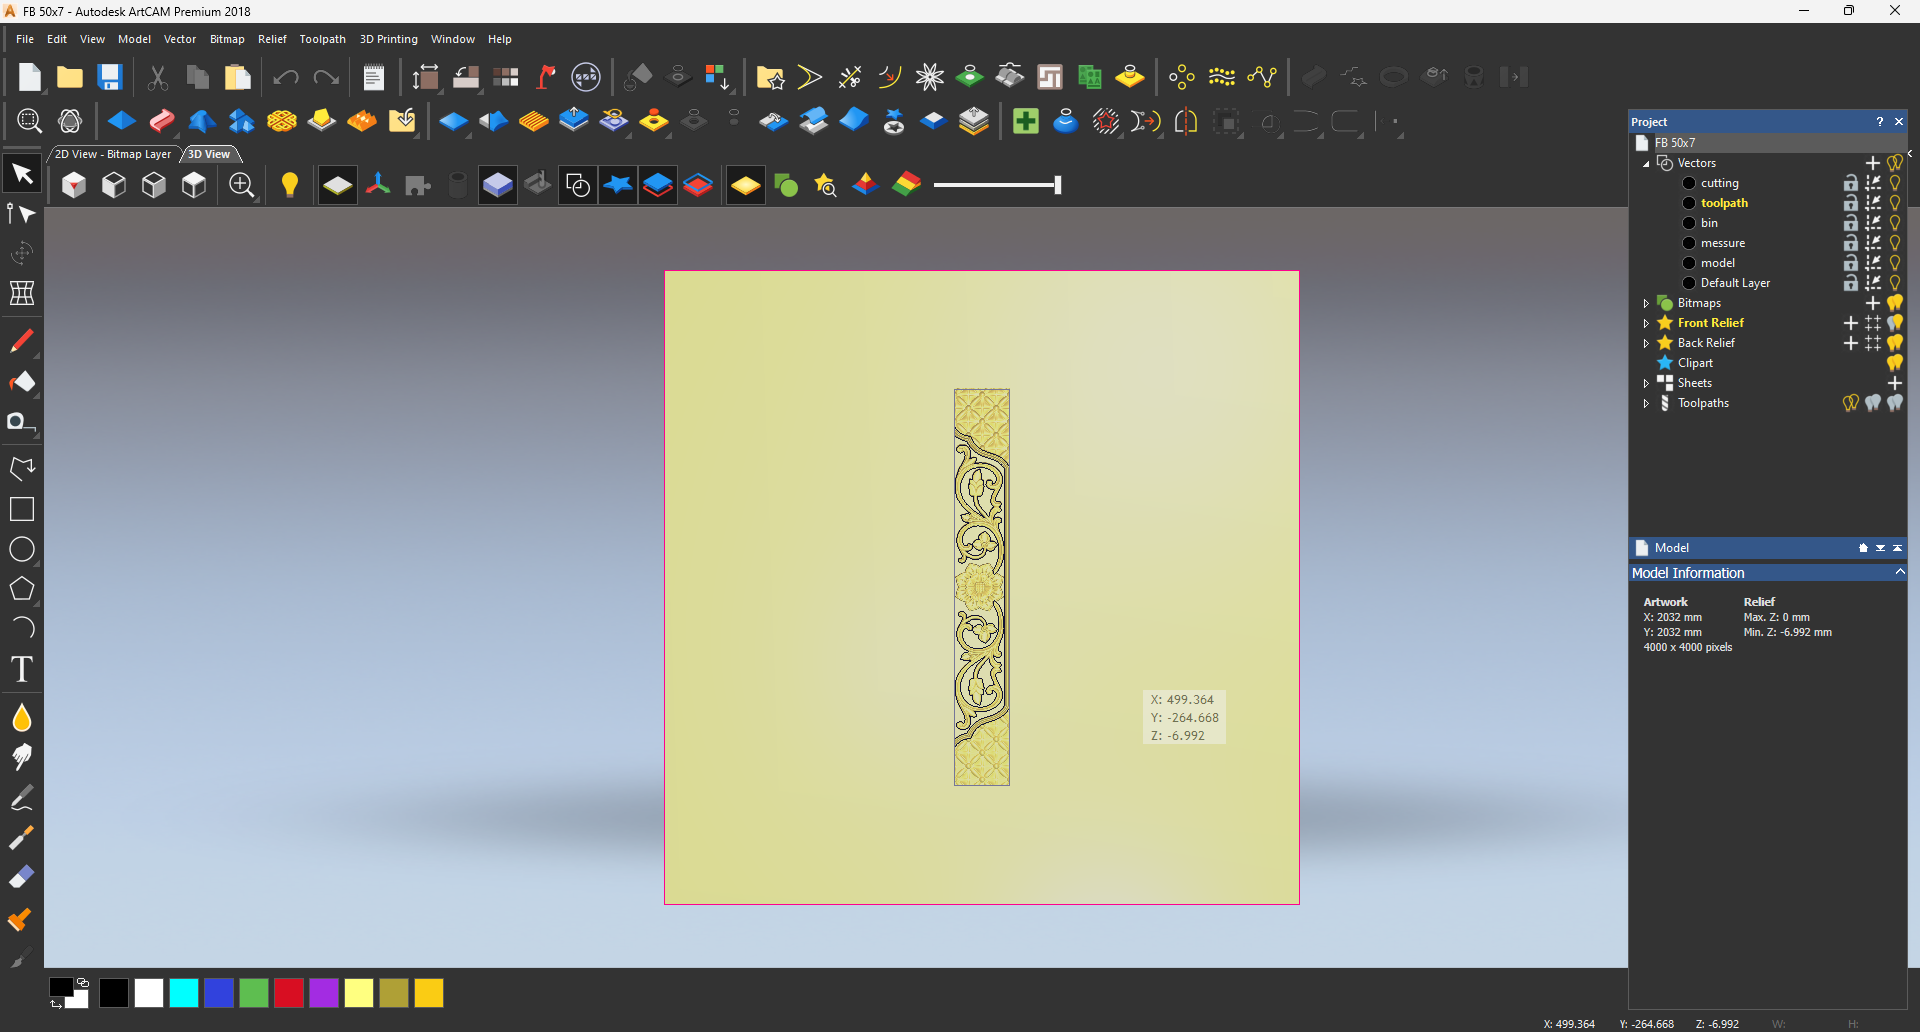 FB 50x7 - Autodesk ArtCAM Premium 2018
File Edit View Model Vector Bitmap Relief Toolpath 3D Printing Window Help
2D View - Bitmap Layer 3D View
X: 499.364
Y: -264.668
Z: -6.992
Project
FB 50x7
Vectors
cutting
toolpath
bin
messure
model
Default Layer
Bitmaps
Front Relief
Back Relief
Clipart
Sheets
Toolpaths
Model
Model Information
Artwork Relief
X: 2032 mm Max. Z: 0 mm
Y: 2032 mm Min. Z: -6.992 mm
4000 x 4000 pixels
X: 499.364 Y: -264.668 Z: -6.992 W: H: